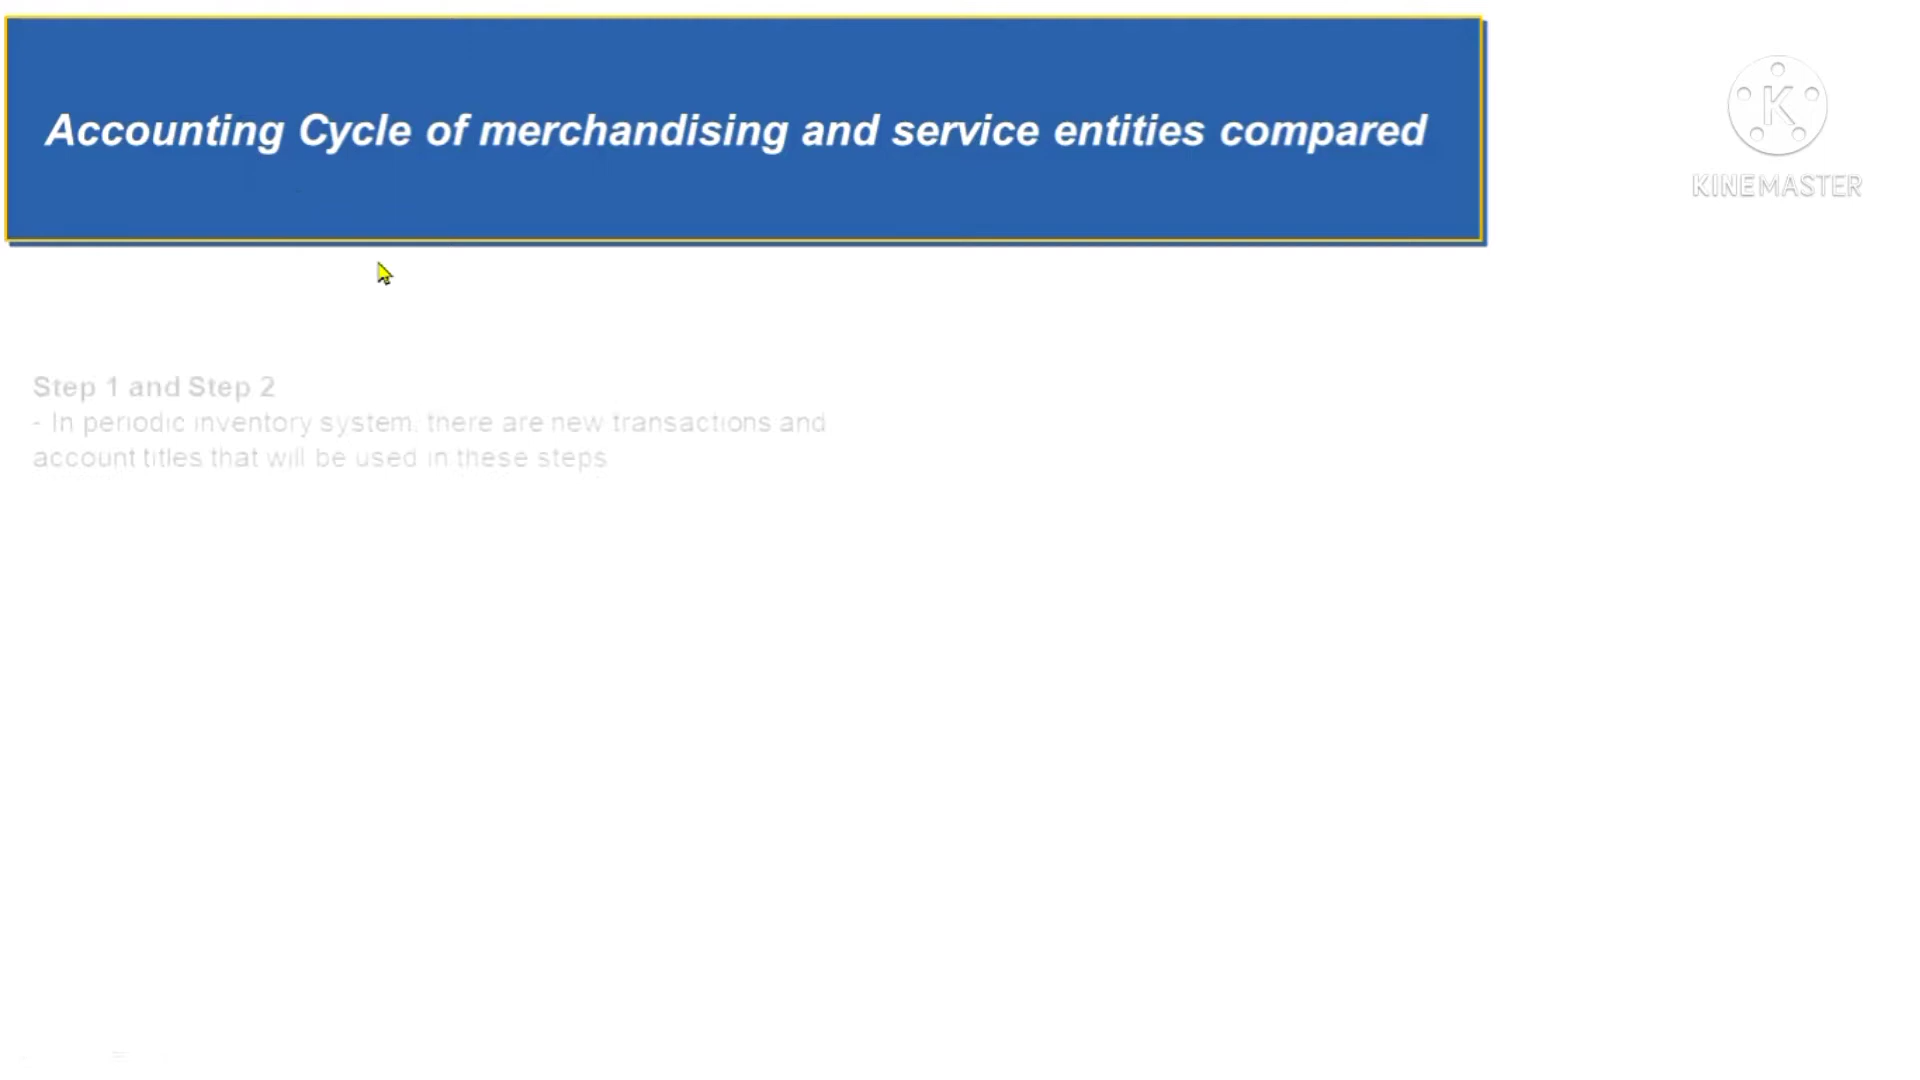 Accounting Cycle of merchandising and service entities compared
K
KINEMASTER
Step 1 and Step 2
- In periodic inventory system, there are new transactions and
account titles that will be used in these steps